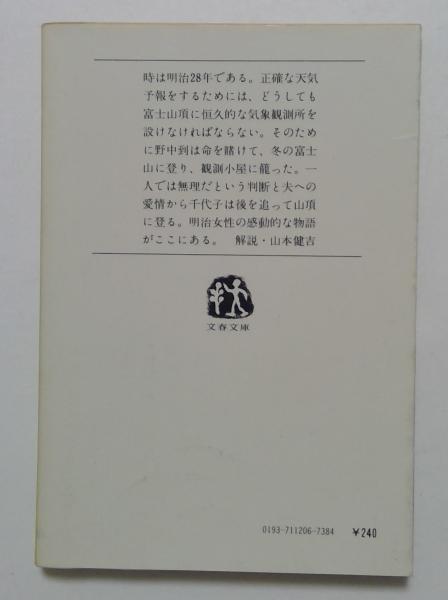 時は明治28年である。正確な天気
予報をするためには、どうしても
富士山頂に恒久的な気象観測所を
設けなければならない。そのため
に野中到は命を賭けて、冬の富士
山に登り、観測小屋に籠った。一
人では無理だという判断と夫への
愛情から千代子は後を追って山頂
に登る。明治女性の感動的な物語
がここにある。　解説・山本健吉
文春文庫
0193-711206-7384　￥240